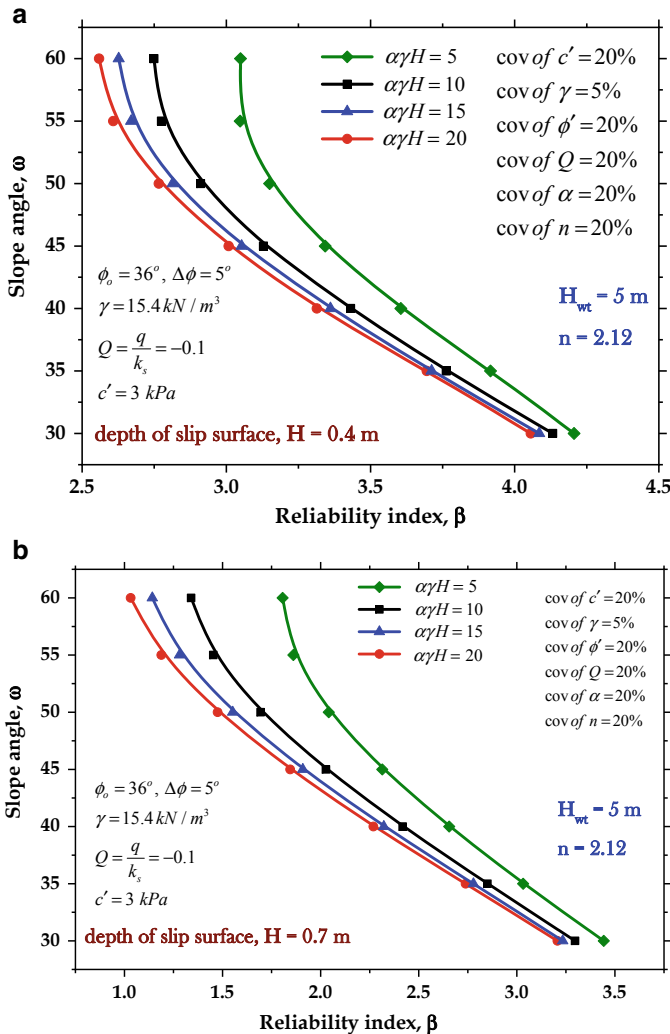 a
60
55
50
45
40
35
30
Slope angle, ω
αγH = 5
αγH = 10
αγH = 15
αγH = 20
cov of c′ = 20%
cov of γ = 5%
cov of ϕ′ = 20%
cov of Q = 20%
cov of α = 20%
cov of n = 20%
ϕₒ = 36°, Δϕ = 5°
γ = 15.4 kN / m³
Q = q / kₛ = −0.1
c′ = 3 kPa
H_wt = 5 m
n = 2.12
depth of slip surface, H = 0.4 m
2.5 3.0 3.5 4.0 4.5
Reliability index, β
b
60
55
50
45
40
35
30
Slope angle, ω
αγH = 5
αγH = 10
αγH = 15
αγH = 20
cov of c′ = 20%
cov of γ = 5%
cov of ϕ′ = 20%
cov of Q = 20%
cov of α = 20%
cov of n = 20%
ϕₒ = 36°, Δϕ = 5°
γ = 15.4 kN / m³
Q = q / kₛ = −0.1
c′ = 3 kPa
H_wt = 5 m
n = 2.12
depth of slip surface, H = 0.7 m
1.0 1.5 2.0 2.5 3.0 3.5
Reliability index, β